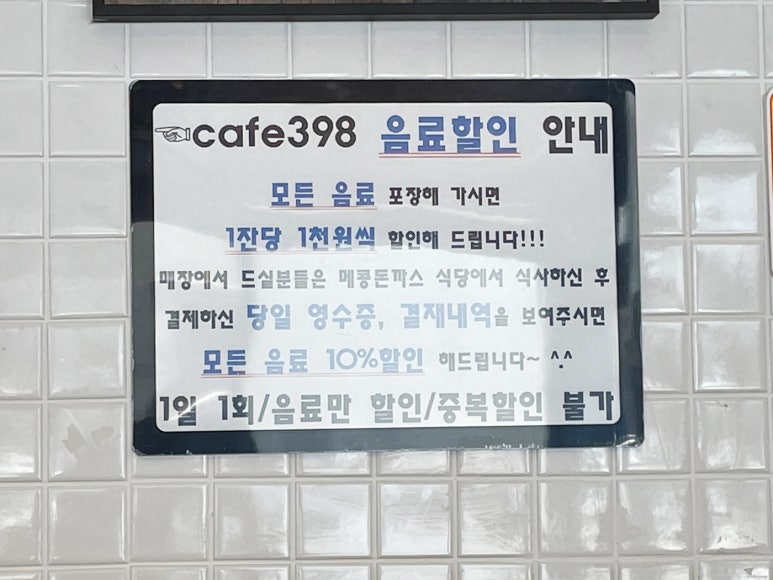 ☜cafe398 음료할인 안내
모든 음료 포장해 가시면
1잔당 1천원씩 할인해 드립니다!!!
매장에서 드실분들은 메콩돈까스 식당에서 식사하신 후
결제하신 당일 영수증, 결재내역을 보여주시면
모든 음료 10%할인 해드립니다~ ^.^
1일 1회/음료만 할인/중복할인 불가